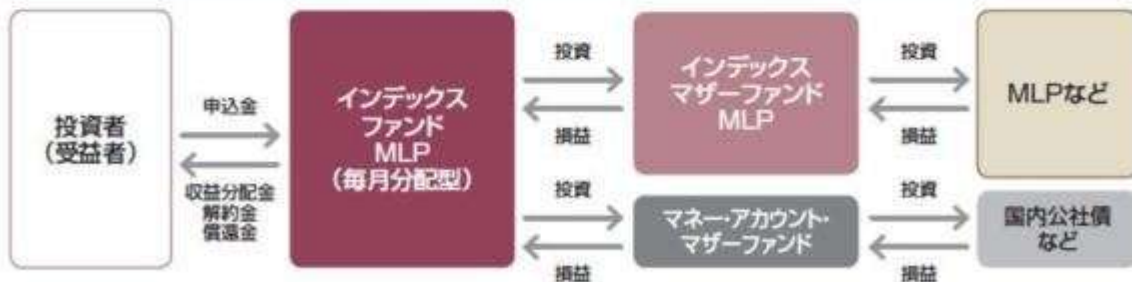 投資者
(受益者)
申込金
収益分配金
解約金
償還金
インデックス
ファンド
MLP
(毎月分配型)
投資
損益
インデックス
マザーファンド
MLP
投資
損益
MLPなど
投資
損益
マネー・アカウント・
マザーファンド
投資
損益
国内公社債
など